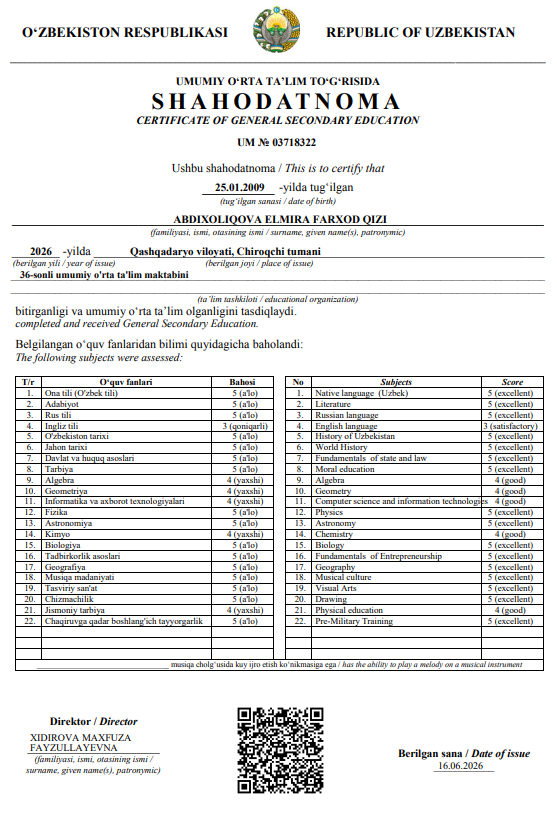 O‘ZBEKISTON RESPUBLIKASI REPUBLIC OF UZBEKISTAN
UMUMIY O‘RTA TA’LIM TO‘G‘RISIDA
SHAHODATNOMA
CERTIFICATE OF GENERAL SECONDARY EDUCATION
UM № 03718322
Ushbu shahodatnoma / This is to certify that
25.01.2009 -yilda tug‘ilgan
(tug‘ilgan sanasi / date of birth)
ABDIXOLIQOVA ELMIRA FARXOD QIZI
(familiyasi, ismi, otasining ismi / surname, given name(s), patronymic)
2026 -yilda Qashqadaryo viloyati, Chiroqchi tumani
(berilgan yili / year of issue) (berilgan joyi / place of issue)
36-sonli umumiy o'rta ta'lim maktabini
(ta’lim tashkiloti / educational organization)
bitirganligi va umumiy o‘rta ta’lim olganligini tasdiqlaydi.
completed and received General Secondary Education.
Belgilangan o‘quv fanlaridan bilimi quyidagicha baholandi:
The following subjects were assessed:
T/r O‘quv fanlari Bahosi No Subjects Score
1. Ona tili (O'zbek tili) 5 (a'lo) 1. Native language (Uzbek) 5 (excellent)
2. Adabiyot 5 (a'lo) 2. Literature 5 (excellent)
3. Rus tili 5 (a'lo) 3. Russian language 5 (excellent)
4. Ingliz tili 3 (qoniqarli) 4. English language 3 (satisfactory)
5. O'zbekiston tarixi 5 (a'lo) 5. History of Uzbekistan 5 (excellent)
6. Jahon tarixi 5 (a'lo) 6. World History 5 (excellent)
7. Davlat va huquq asoslari 5 (a'lo) 7. Fundamentals of state and law 5 (excellent)
8. Tarbiya 5 (a'lo) 8. Moral education 5 (excellent)
9. Algebra 4 (yaxshi) 9. Algebra 4 (good)
10. Geometriya 4 (yaxshi) 10. Geometry 4 (good)
11. Informatika va axborot texnologiyalari 4 (yaxshi) 11. Computer science and information technologies 4 (good)
12. Fizika 5 (a'lo) 12. Physics 5 (excellent)
13. Astronomiya 5 (a'lo) 13. Astronomy 5 (excellent)
14. Kimyo 4 (yaxshi) 14. Chemistry 4 (good)
15. Biologiya 5 (a'lo) 15. Biology 5 (excellent)
16. Tadbirkorlik asoslari 5 (a'lo) 16. Fundamentals of Entrepreneurship 5 (excellent)
17. Geografiya 5 (a'lo) 17. Geography 5 (excellent)
18. Musiqa madaniyati 5 (a'lo) 18. Musical culture 5 (excellent)
19. Tasviriy san'at 5 (a'lo) 19. Visual Arts 5 (excellent)
20. Chizmachilik 5 (a'lo) 20. Drawing 5 (excellent)
21. Jismoniy tarbiya 4 (yaxshi) 21. Physical education 4 (good)
22. Chaqiruvga qadar boshlang'ich tayyorgarlik 5 (a'lo) 22. Pre-Military Training 5 (excellent)
musiqa cholg‘usida kuy ijro etish ko‘nikmasiga ega / has the ability to play a melody on a musical instrument
Direktor / Director
XIDIROVA MAXFUZA
FAYZULLAYEVNA
(familiyasi, ismi, otasining ismi /
surname, given name(s), patronymic)
Berilgan sana / Date of issue
16.06.2026